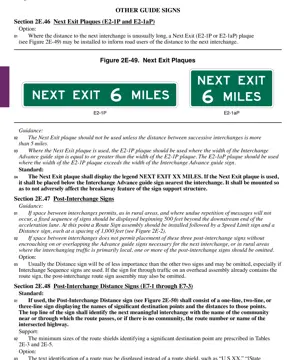 OTHER GUIDE SIGNS
Section 2E.46 Next Exit Plaques (E2-1P and E2-1aP)
Option:
Where the distance to the next interchange is unusually long, a Next Exit (E2-1P or E2-1aP) plaque
(see Figure 2E-49) may be installed to inform road users of the distance to the next interchange.
Figure 2E-49. Next Exit Plaques
NEXT EXIT 6 MILES
NEXT EXIT
6 MILES
E2-1P
E2-1aP
Guidance:
The Next Exit plaque should not be used unless the distance between successive interchanges is more
than 5 miles.
Where the Next Exit plaque is used, the E2-1P plaque should be used where the width of the Interchange
Advance guide sign is equal to or greater than the width of the E2-1P plaque. The E2-1aP plaque should be used
where the width of the E2-1P plaque exceeds the width of the Interchange Advance guide sign.
Standard:
The Next Exit plaque shall display the legend NEXT EXIT XX MILES. If the Next Exit plaque is used,
it shall be placed below the Interchange Advance guide sign nearest the interchange. It shall be mounted so
as to not adversely affect the breakaway feature of the sign support structure.
Section 2E.47 Post-Interchange Signs
Guidance:
If space between interchanges permits, as in rural areas, and where undue repetition of messages will not
occur, a fixed sequence of signs should be displayed beginning 500 feet beyond the downstream end of the
acceleration lane. At this point a Route Sign assembly should be installed followed by a Speed Limit sign and a
Distance sign, each at a spacing of 1,000 feet (see Figure 2E-2).
If space between interchanges does not permit placement of these three post-interchange signs without
encroaching on or overlapping the Advance guide signs necessary for the next interchange, or in rural areas
where the interchanging traffic is primarily local, one or more of the post-interchange signs should be omitted.
Option:
Usually the Distance sign will be of less importance than the other two signs and may be omitted, especially if
Interchange Sequence signs are used. If the sign for through traffic on an overhead assembly already contains the
route sign, the post-interchange route sign assembly may also be omitted.
Section 2E.48 Post-Interchange Distance Signs (E7-1 through E7-3)
Standard:
If used, the Post-Interchange Distance sign (see Figure 2E-50) shall consist of a one-line, two-line, or
three-line sign displaying the names of significant destination points and the distances to those points.
The top line of the sign shall identify the next meaningful interchange with the name of the community
near or through which the route passes, or if there is no community, the route number or name of the
intersected highway.
Support:
The minimum sizes of the route shields identifying a significant destination point are prescribed in Tables
2E-3 and 2E-5.
Option:
The text identification of a route may be displayed instead of a route shield, such as "U.S XX," "State